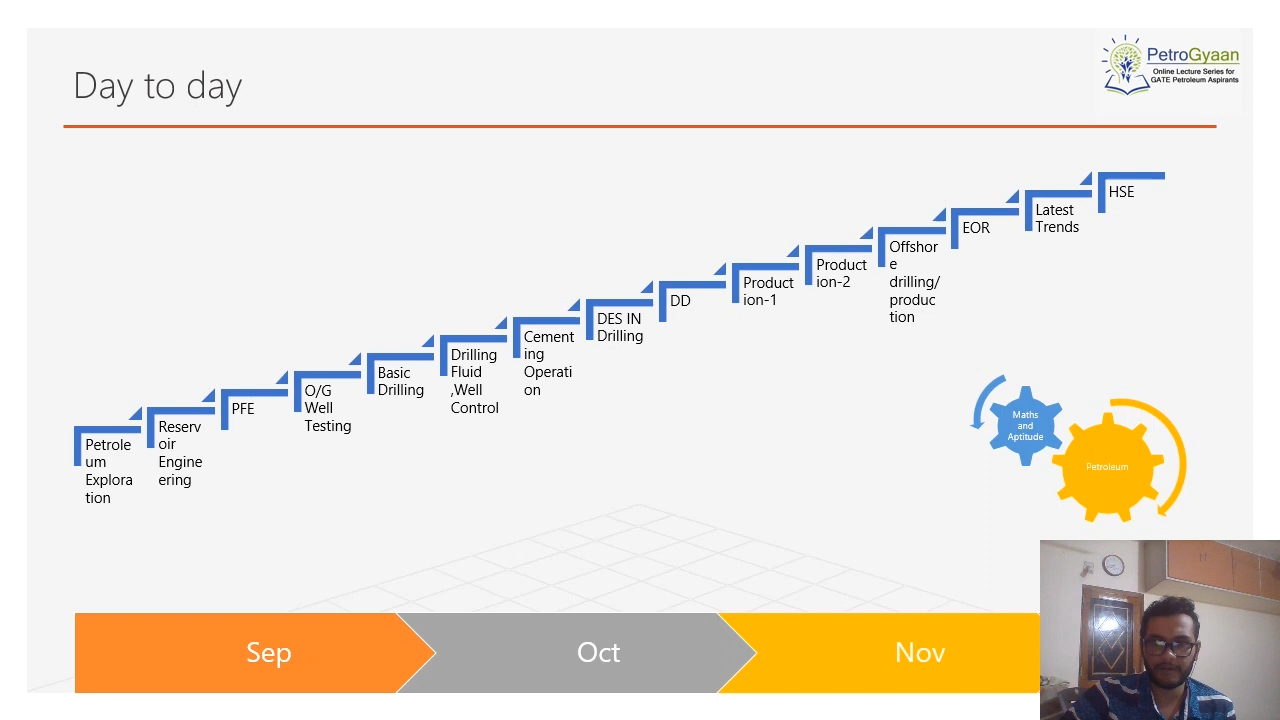 Day to day
PetroGyaan
Online Lecture Series for
GATE Petroleum Aspirants
Petrole
um
Explora
tion
Reserv
oir
Engine
ering
PFE
O/G
Well
Testing
Basic
Drilling
Drilling
Fluid
,Well
Control
Cement
ing
Operati
on
DES IN
Drilling
DD
Product
ion-1
Product
ion-2
Offshor
e
drilling/
produc
tion
EOR
Latest
Trends
HSE
Maths
and
Aptitude
Petroleum
Sep
Oct
Nov